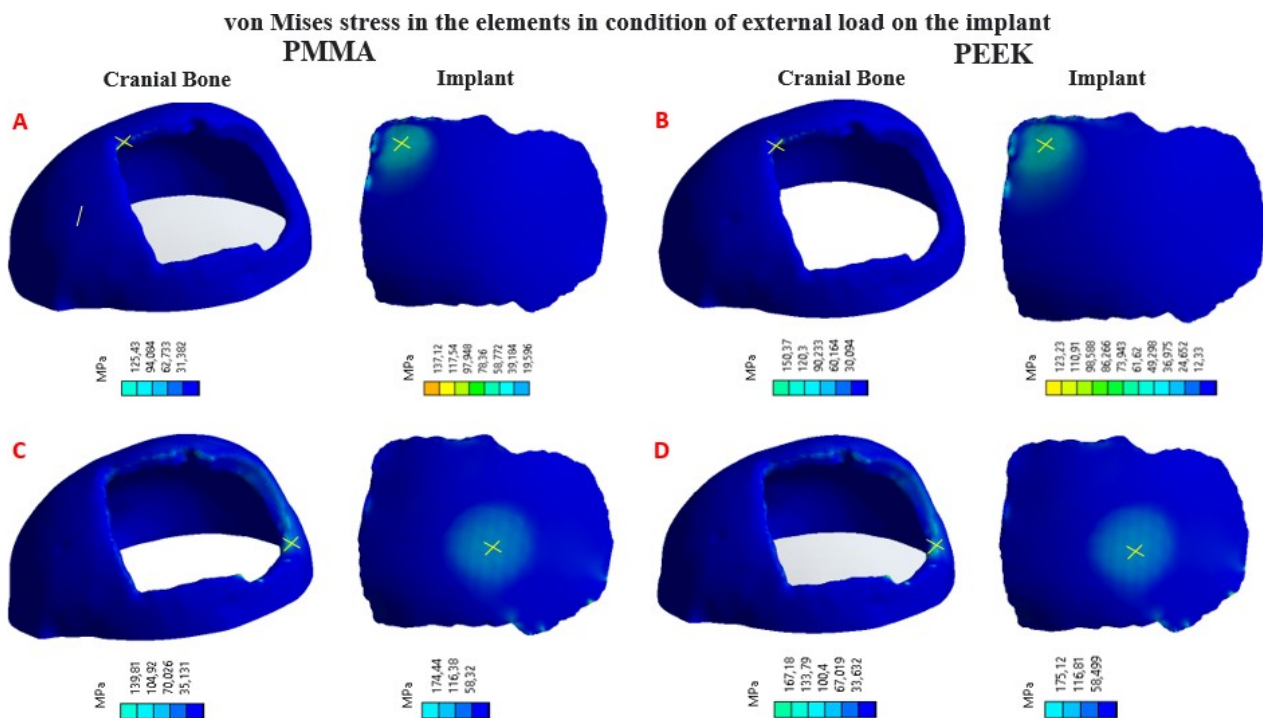 von Mises stress in the elements in condition of external load on the implant
PMMA PEEK
Cranial Bone Implant Cranial Bone Implant
A B
MPa 125,43 94,084 62,733 31,382
MPa 137,12 117,54 97,948 78,36 58,772 39,184 19,596
MPa 150,37 120,3 90,233 60,164 30,094
MPa 123,23 110,91 98,588 86,266 73,943 61,62 49,298 36,975 24,652 12,33
C D
MPa 139,81 104,92 70,026 35,131
MPa 174,44 116,38 58,32
MPa 167,18 133,79 100,4 67,019 33,632
MPa 175,12 116,81 58,499